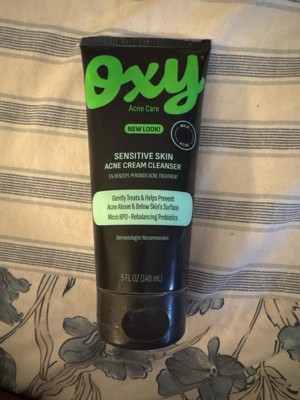 Oxy
Acne Care
NEW LOOK!
SENSITIVE SKIN
ACNE CREAM CLEANSER
5% BENZOYL PEROXIDE ACNE TREATMENT
Gently Treats & Helps Prevent
Acne Above & Below Skin's Surface
Micro BPO • Rebalancing Prebiotics
Dermatologist Recommended
5 FL OZ (148 mL)